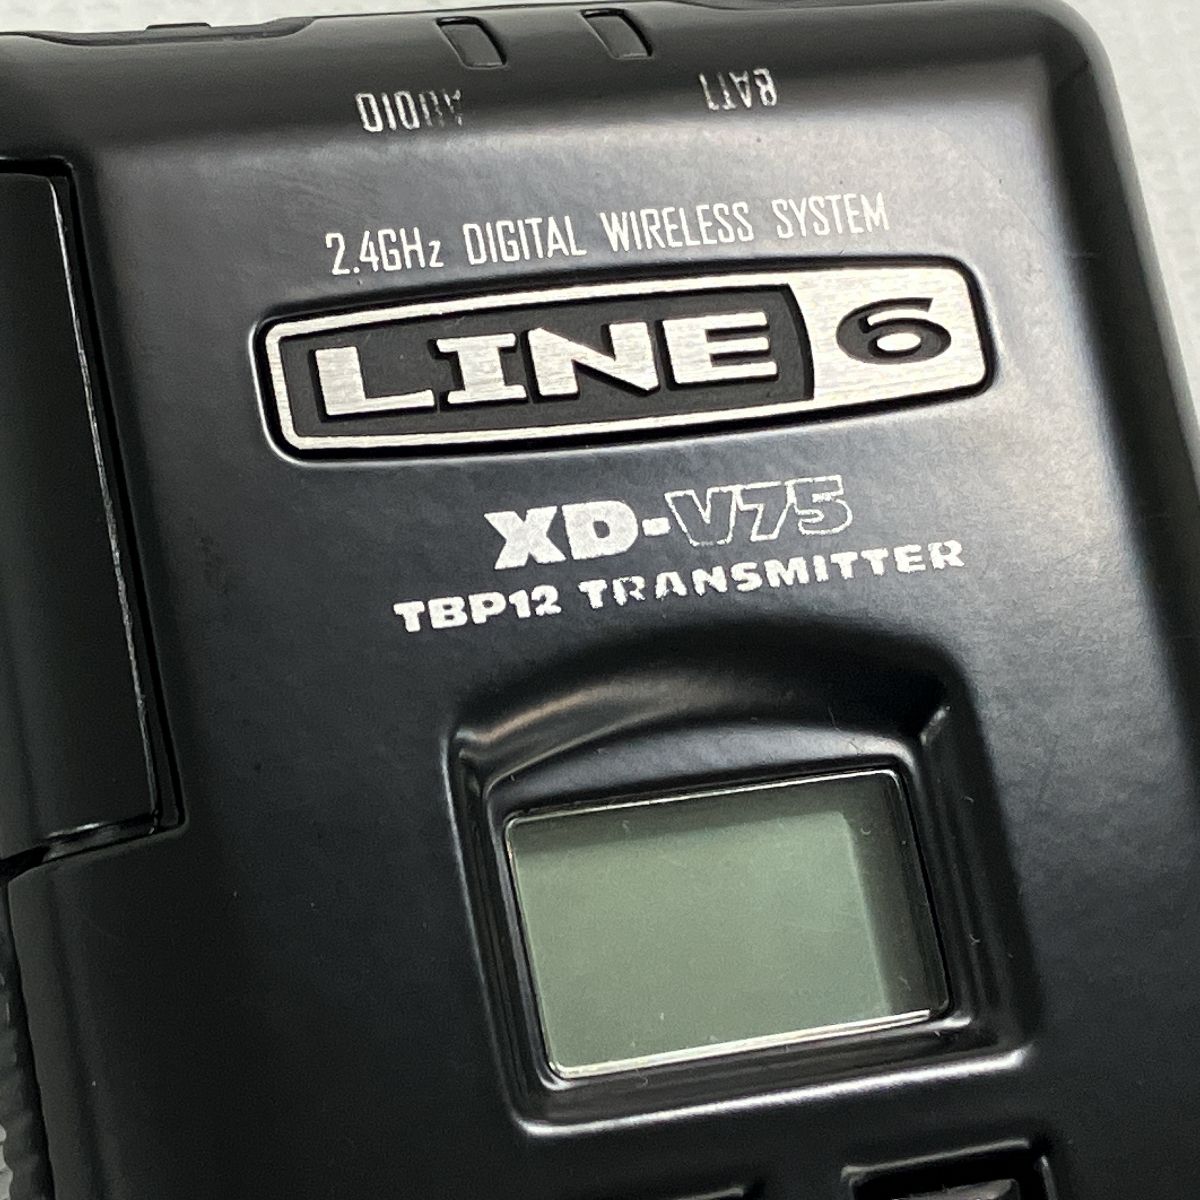 AUDIO BATT
2.4GHz DIGITAL WIRELESS SYSTEM
LINE 6
XD-V75
TBP12 TRANSMITTER